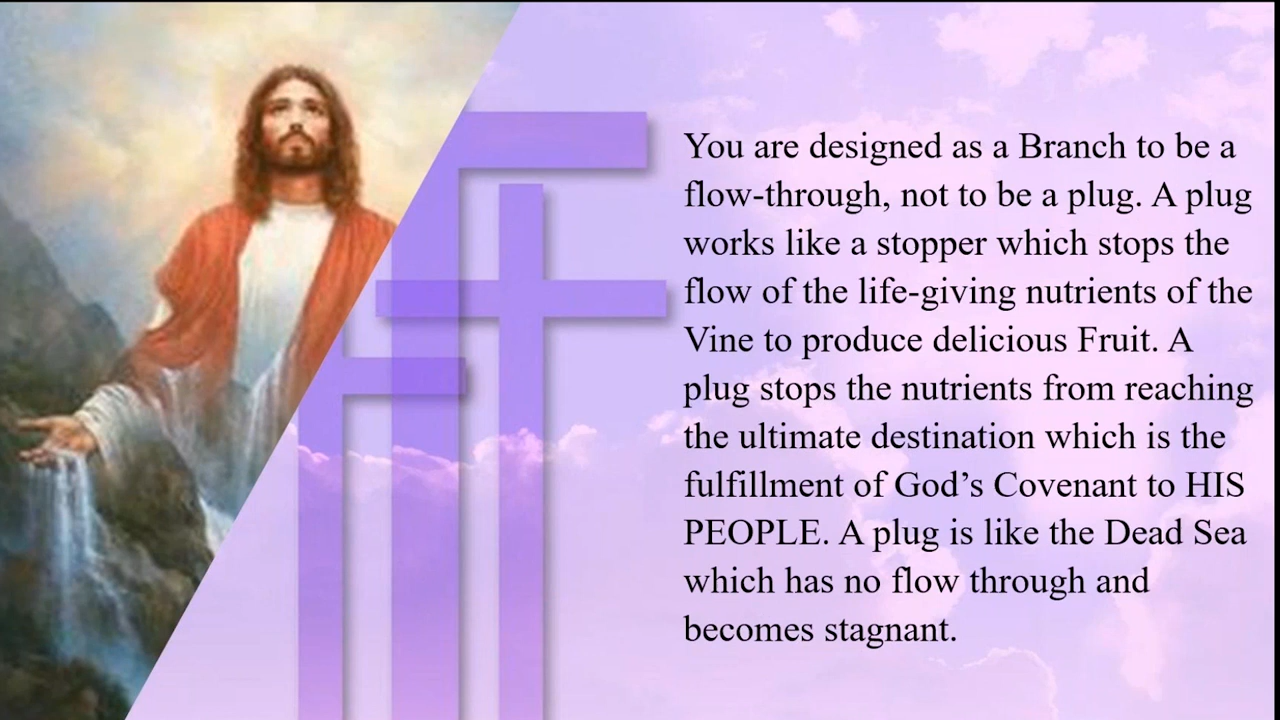 You are designed as a Branch to be a
flow-through, not to be a plug. A plug
works like a stopper which stops the
flow of the life-giving nutrients of the
Vine to produce delicious Fruit. A
plug stops the nutrients from reaching
the ultimate destination which is the
fulfillment of God’s Covenant to HIS
PEOPLE. A plug is like the Dead Sea
which has no flow through and
becomes stagnant.